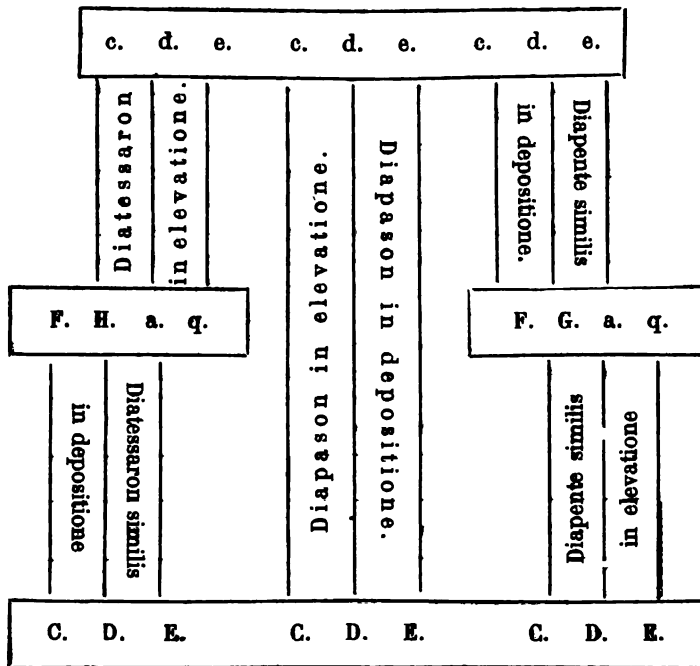 c. d. e. c. d. e. c. d. e.
Diatessaron
in elevatione.
Diapason in elevatione.
Diapason in depositione.
in depositione.
Diapente similis
F. H. a. q.
F. G. a. q.
in depositione
Diatessaron similis
Diapente similis
in elevatione
C. D. E. C. D. E. C. D. E.